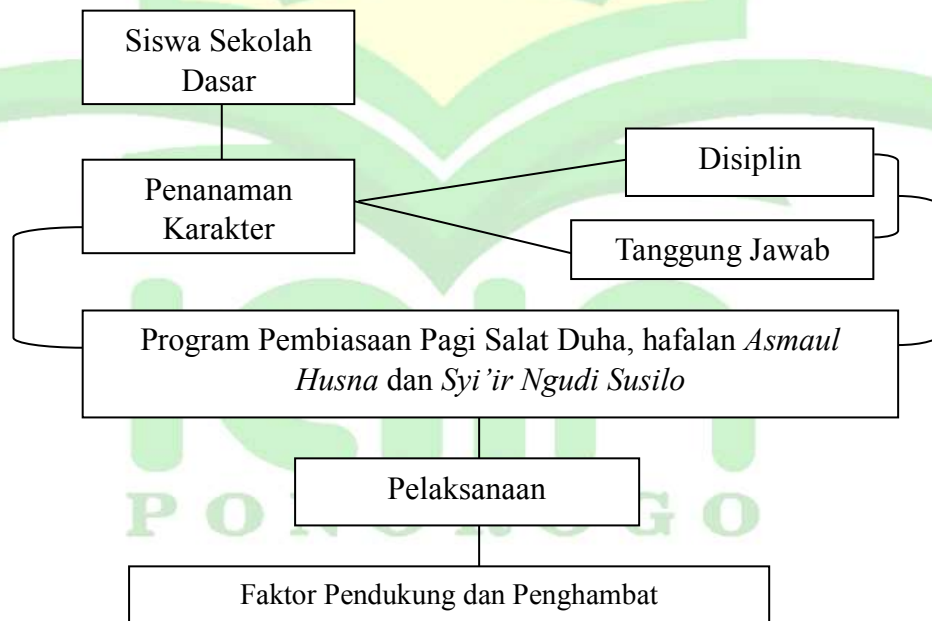 Siswa Sekolah
Dasar
Penanaman
Karakter
Disiplin
Tanggung Jawab
Program Pembiasaan Pagi Salat Duha, hafalan Asmaul
Husna dan Syi’ir Ngudi Susilo
Pelaksanaan
Faktor Pendukung dan Penghambat
PONOROGO